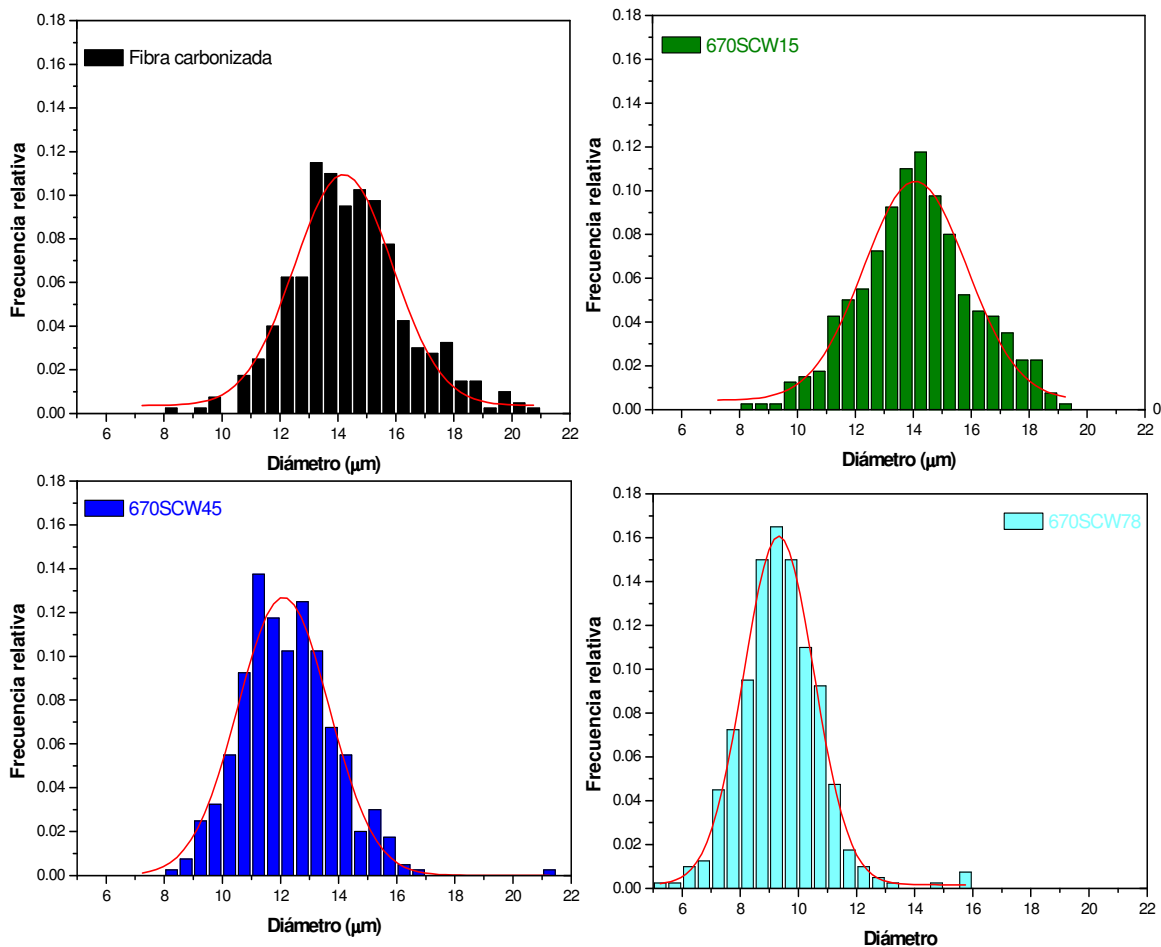 0.18
0.16
0.14
0.12
0.10
0.08
0.06
0.04
0.02
0.00
Frecuencia relativa
Fibra carbonizada
6 8 10 12 14 16 18 20 22
Diámetro (μm)
0.18
0.16
0.14
0.12
0.10
0.08
0.06
0.04
0.02
0.00
Frecuencia relativa
670SCW15
6 8 10 12 14 16 18 20 22
0
Diámetro (μm)
0.18
0.16
0.14
0.12
0.10
0.08
0.06
0.04
0.02
0.00
Frecuencia relativa
670SCW45
6 8 10 12 14 16 18 20 22
Diámetro (μm)
0.18
0.16
0.14
0.12
0.10
0.08
0.06
0.04
0.02
0.00
Frecuencia relativa
670SCW78
6 8 10 12 14 16 18 20 22
Diámetro